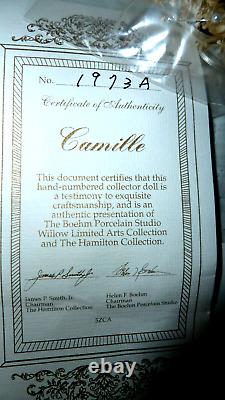 No. 1973A
Certificate of Authenticity
Camille
This document certifies that this
hand-numbered collector doll is
a testimony to exquisite
craftsmanship, and is an
authentic presentation of
The Boehm Porcelain Studio
Willow Limited Arts Collection
and The Hamilton Collection.
James P. Smith, Jr. Helen F. Boehm
Chairman Chairman
The Hamilton Collection The Boehm Porcelain Studio
SZCA